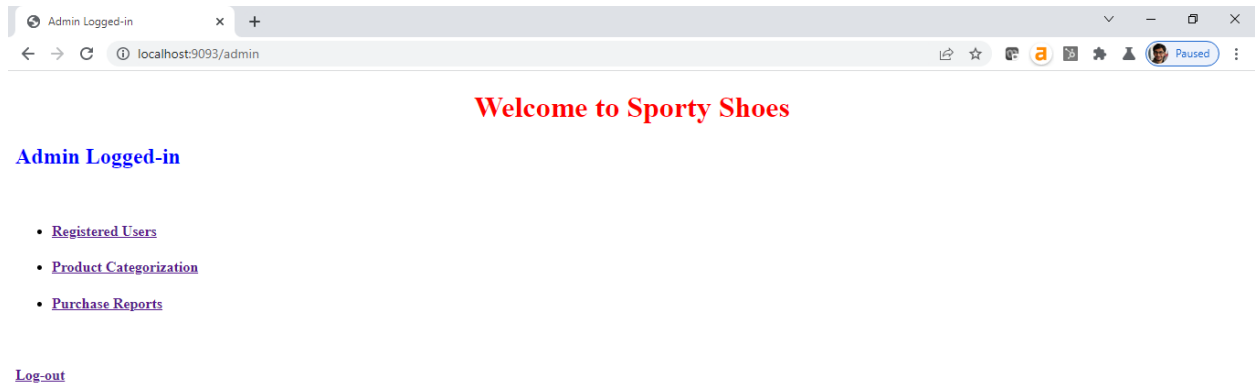 Admin Logged-in
localhost:9093/admin
Paused
Welcome to Sporty Shoes
Admin Logged-in
Registered Users
Product Categorization
Purchase Reports
Log-out